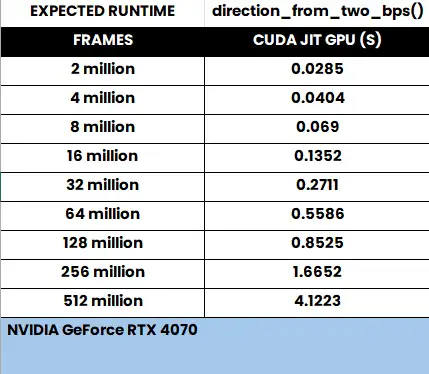 EXPECTED RUNTIME direction_from_two_bps()
FRAMES CUDA JIT GPU (S)
2 million 0.0285
4 million 0.0404
8 million 0.069
16 million 0.1352
32 million 0.2711
64 million 0.5586
128 million 0.8525
256 million 1.6652
512 million 4.1223
NVIDIA GeForce RTX 4070